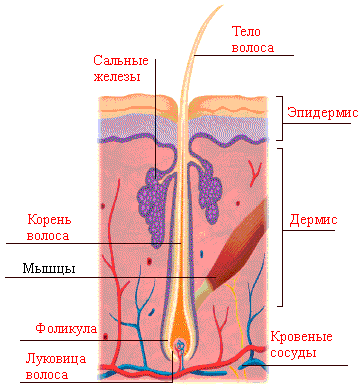 Тело
волоса
Сальные
железы
Эпидермис
Дермис
Корень
волоса
Мышцы
Фоликула
Луковица
волоса
Кровеные
сосуды